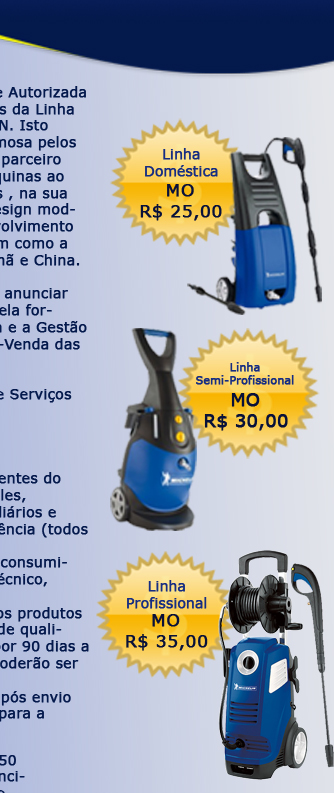 e Autorizada
s da Linha
N. Isto
mosa pelos
parceiro
quinas ao
s , na sua
esign mod-
volvimento
m como a
nã e China.
anunciar
ela for-
a e a Gestão
-Venda das
e Serviços
entes do
les,
liários e
ência (todos
consumi-
écnico,
os produtos
de quali-
por 90 dias a
oderão ser
pós envio
para a
50
nci-
Linha
Doméstica
MO
R$ 25,00
Linha
Semi-Profissional
MO
R$ 30,00
MICHELIN
Linha
Profissional
MO
R$ 35,00